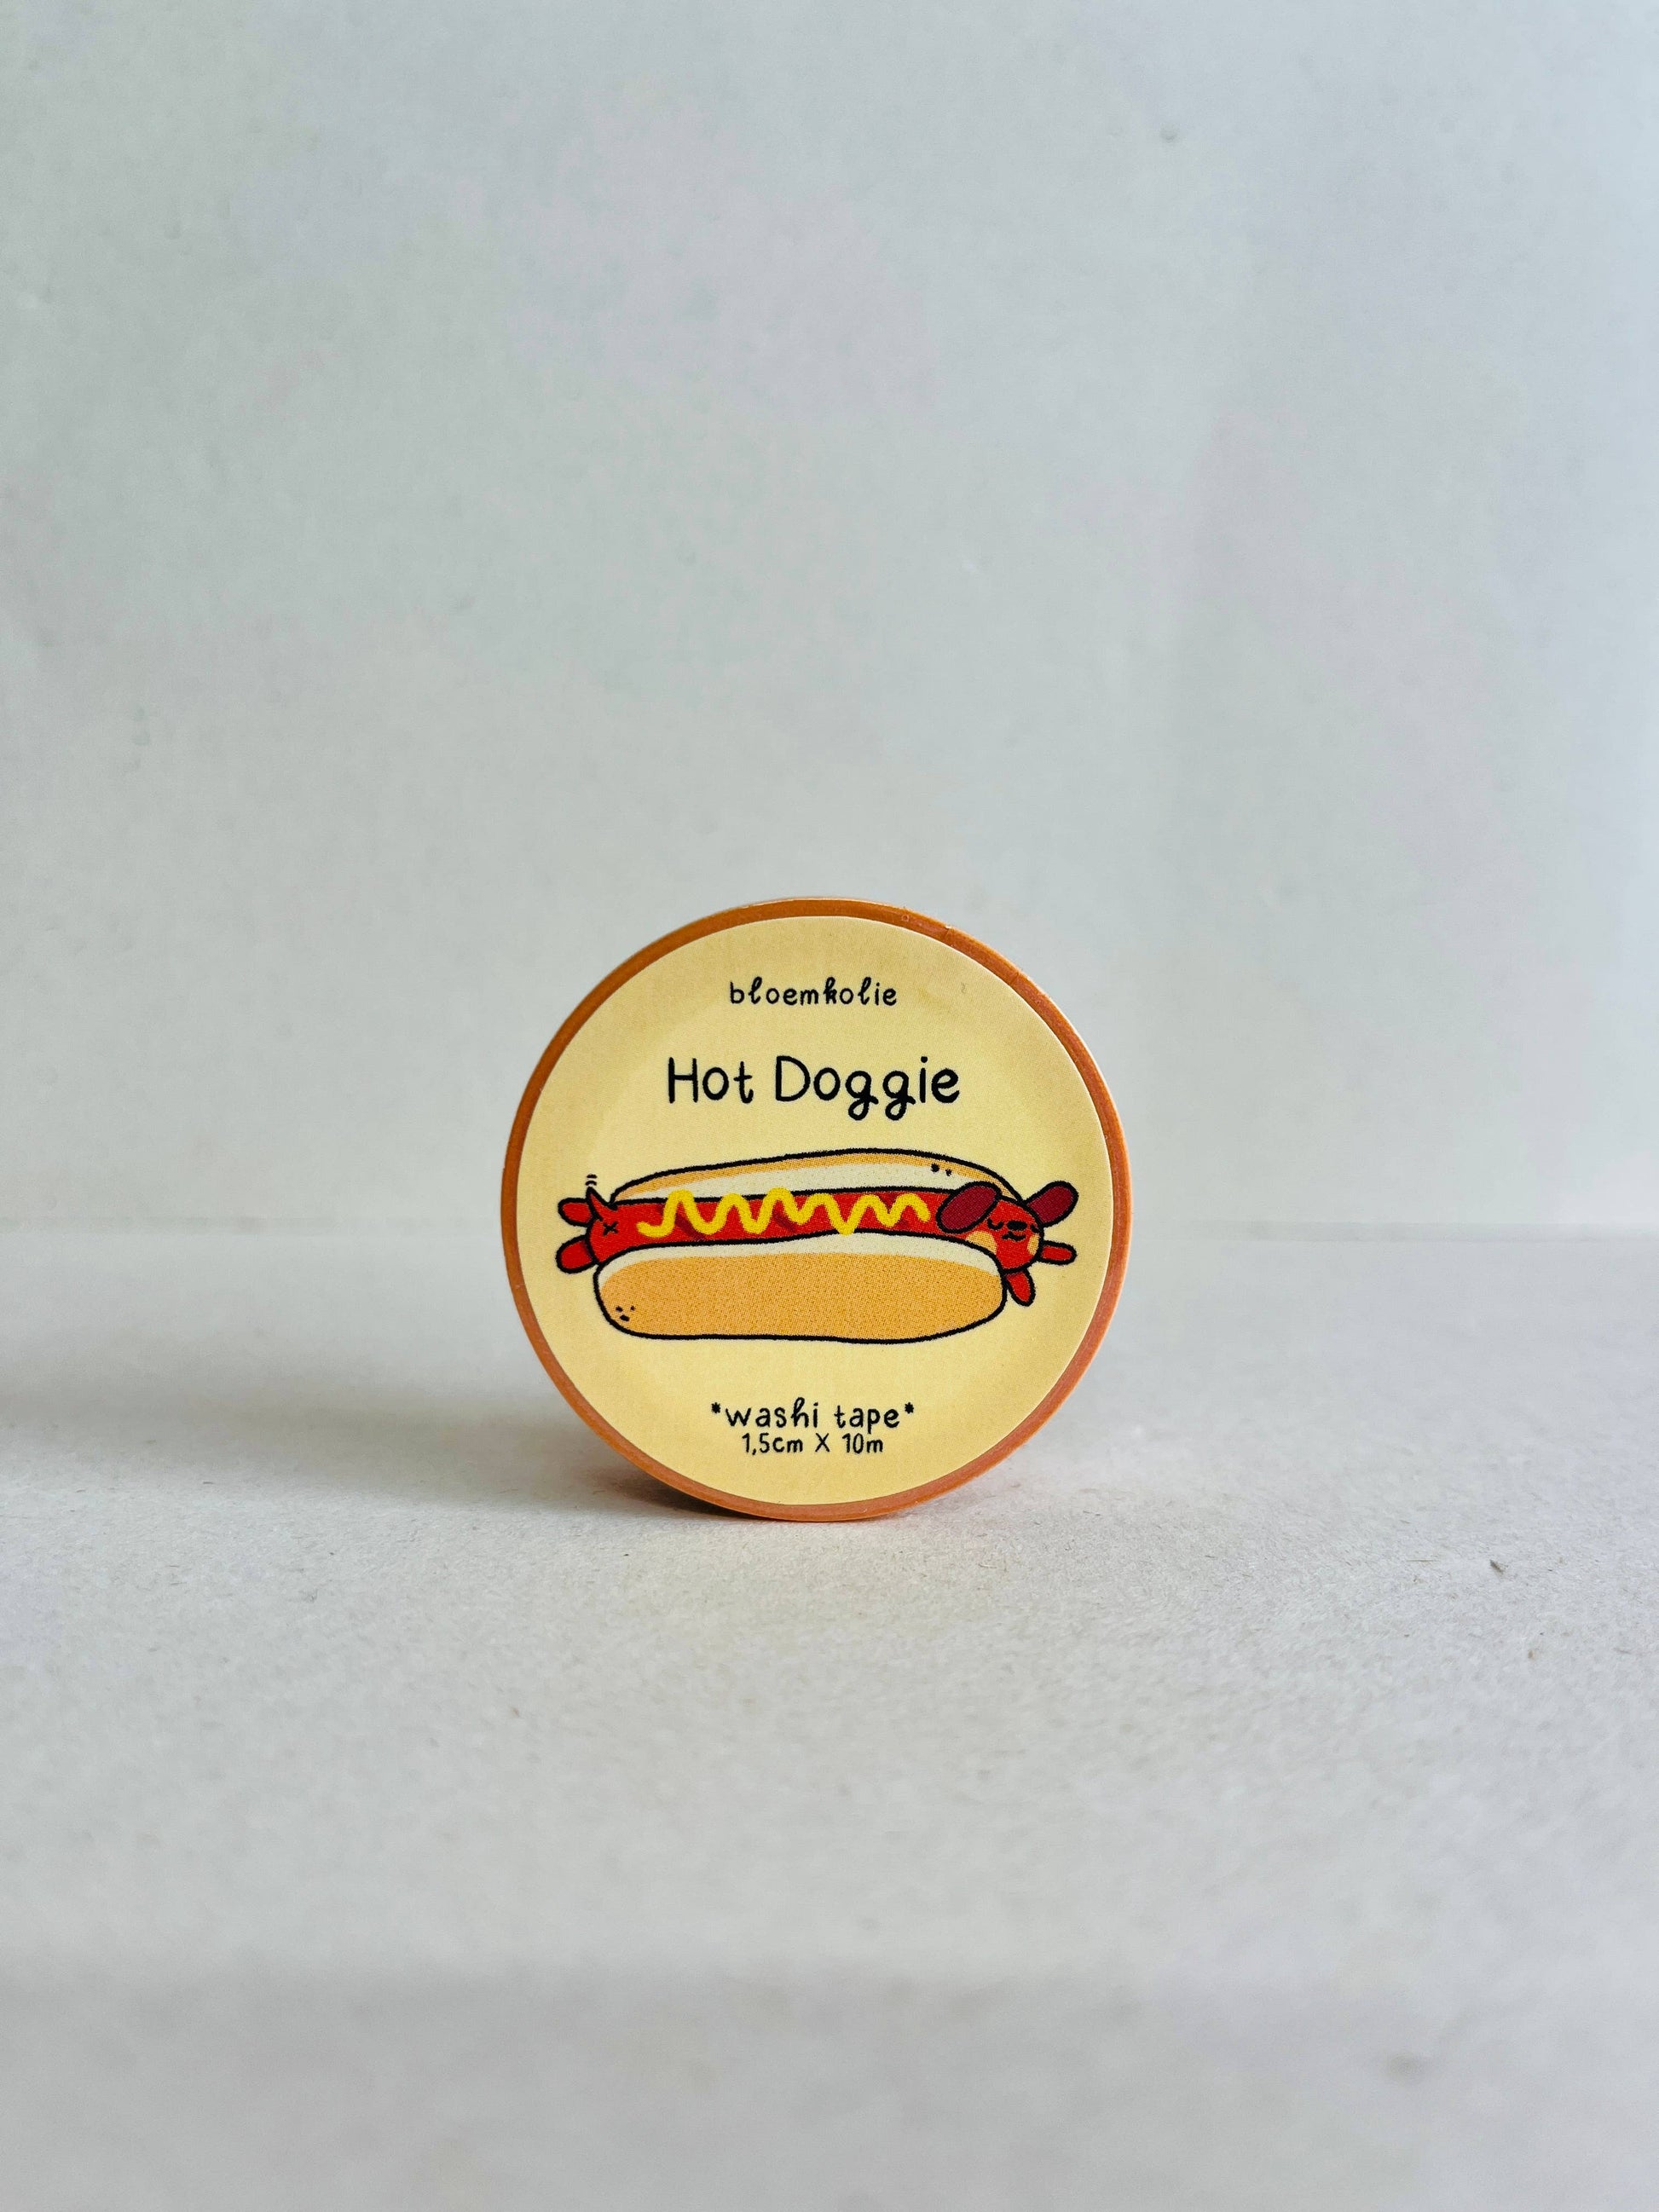 bloemkolie
Hot Doggie
*washi tape*
1,5cm X 10m